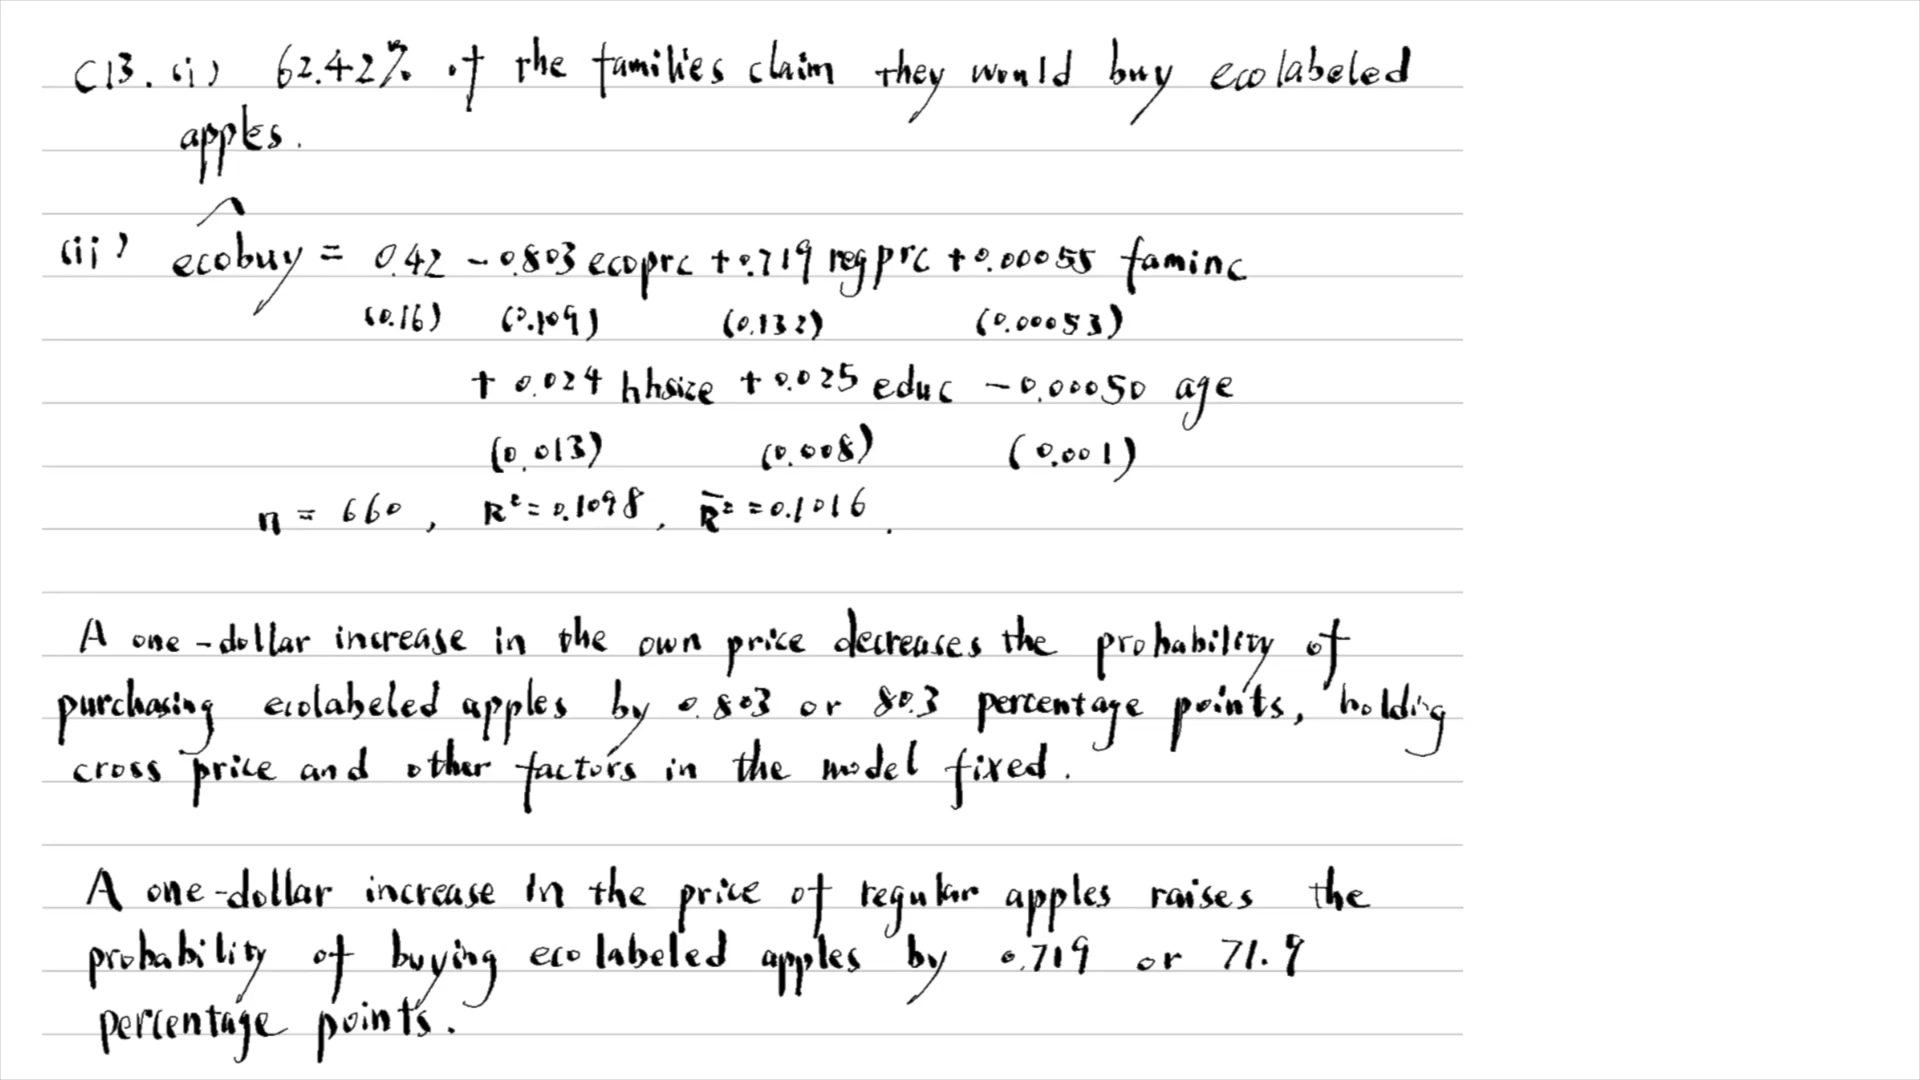 C13. (i) 62.42% of the families claim they would buy ecolabeled
apples.
(ii) \widehat{ecobuy} = 0.42 - 0.803 ecoprc + 0.719 regprc + 0.00055 faminc
(0.16) (0.109) (0.132) (0.00053)
+ 0.024 hhsize + 0.025 educ - 0.00050 age
(0.013) (0.008) (0.001)
n = 660, R² = 0.1098, R̄² = 0.1016.
A one-dollar increase in the own price decreases the probability of
purchasing ecolabeled apples by 0.803 or 80.3 percentage points, holding
cross price and other factors in the model fixed.
A one-dollar increase in the price of regular apples raises the
probability of buying ecolabeled apples by 0.719 or 71.9
percentage points.